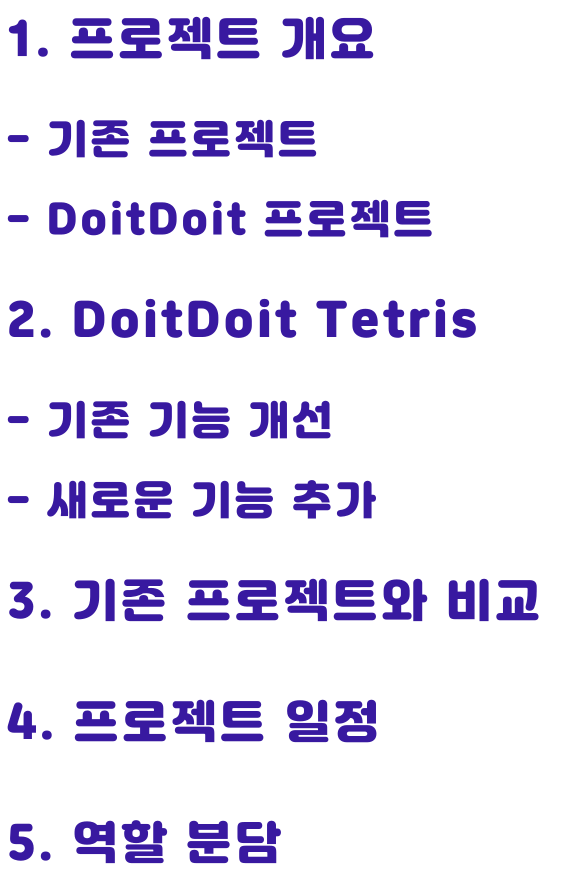 1. 프로젝트 개요
- 기존 프로젝트
- DoitDoit 프로젝트
2. DoitDoit Tetris
- 기존 기능 개선
- 새로운 기능 추가
3. 기존 프로젝트와 비교
4. 프로젝트 일정
5. 역할 분담